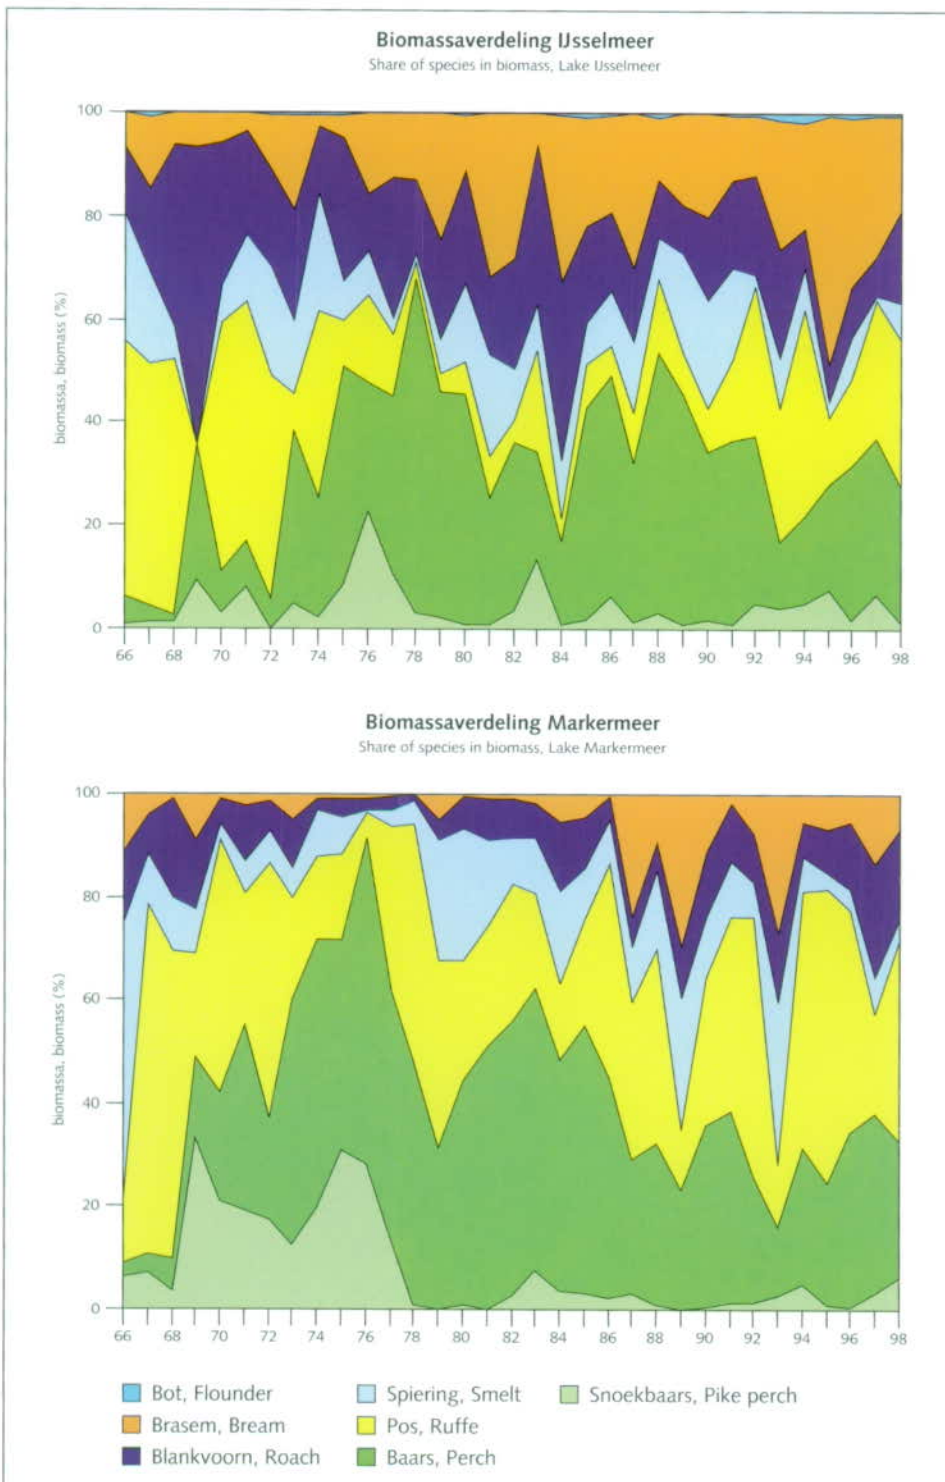 Biomassaverdeling IJsselmeer
Share of species in biomass, Lake IJsselmeer
biomassa, biomass (%)
100
80
60
40
20
0
66 68 70 72 74 76 78 80 82 84 86 88 90 92 94 96 98
Biomassaverdeling Markermeer
Share of species in biomass, Lake Markermeer
biomassa, biomass (%)
100
80
60
40
20
0
66 68 70 72 74 76 78 80 82 84 86 88 90 92 94 96 98
Bot, Flounder
Spiering, Smelt
Snoekbaars, Pike perch
Brasem, Bream
Pos, Ruffe
Blankvoorn, Roach
Baars, Perch